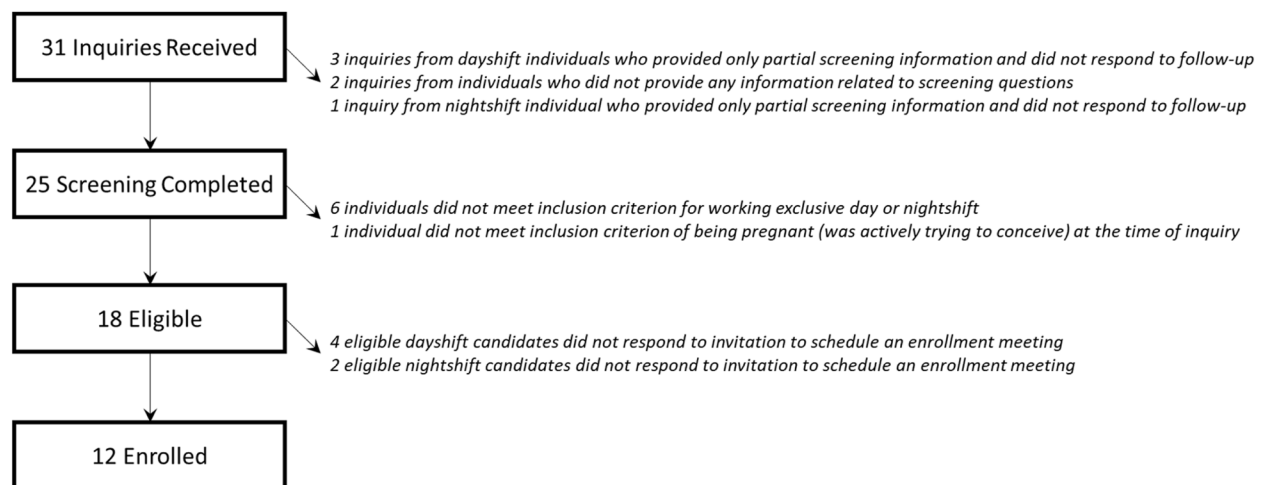 31 Inquiries Received
3 inquiries from dayshift individuals who provided only partial screening information and did not respond to follow-up
2 inquiries from individuals who did not provide any information related to screening questions
1 inquiry from nightshift individual who provided only partial screening information and did not respond to follow-up
25 Screening Completed
6 individuals did not meet inclusion criterion for working exclusive day or nightshift
1 individual did not meet inclusion criterion of being pregnant (was actively trying to conceive) at the time of inquiry
18 Eligible
4 eligible dayshift candidates did not respond to invitation to schedule an enrollment meeting
2 eligible nightshift candidates did not respond to invitation to schedule an enrollment meeting
12 Enrolled